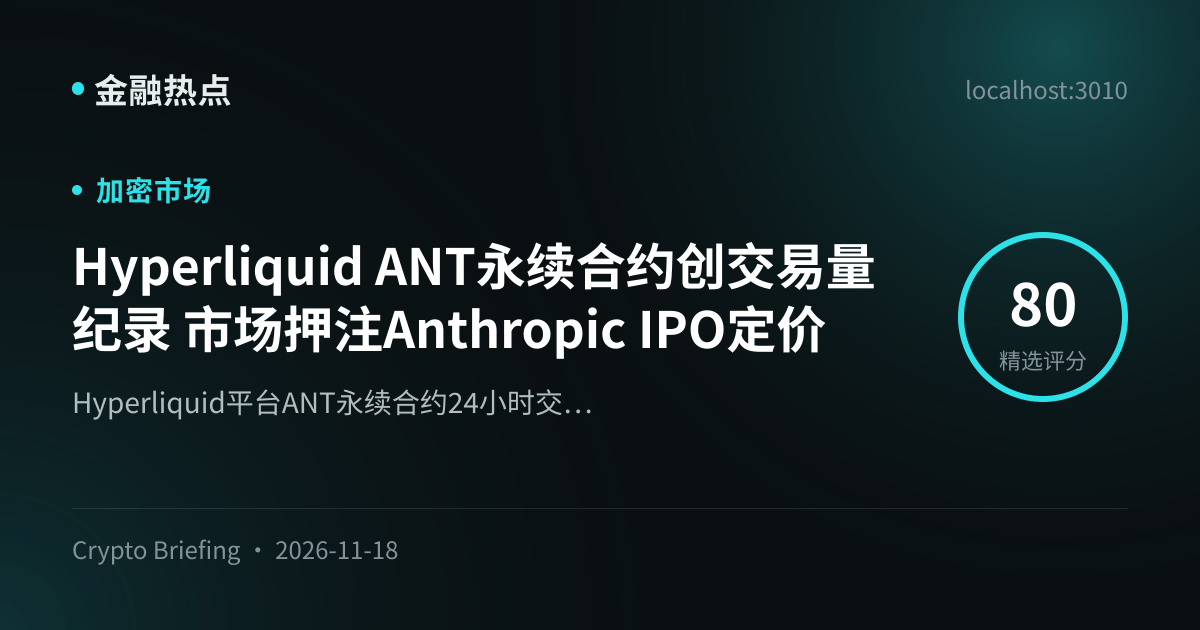 金融热点
localhost:3010
加密市场
Hyperliquid ANT永续合约创交易量
纪录 市场押注Anthropic IPO定价
80
精选评分
Hyperliquid平台ANT永续合约24小时交…
Crypto Briefing · 2026-11-18